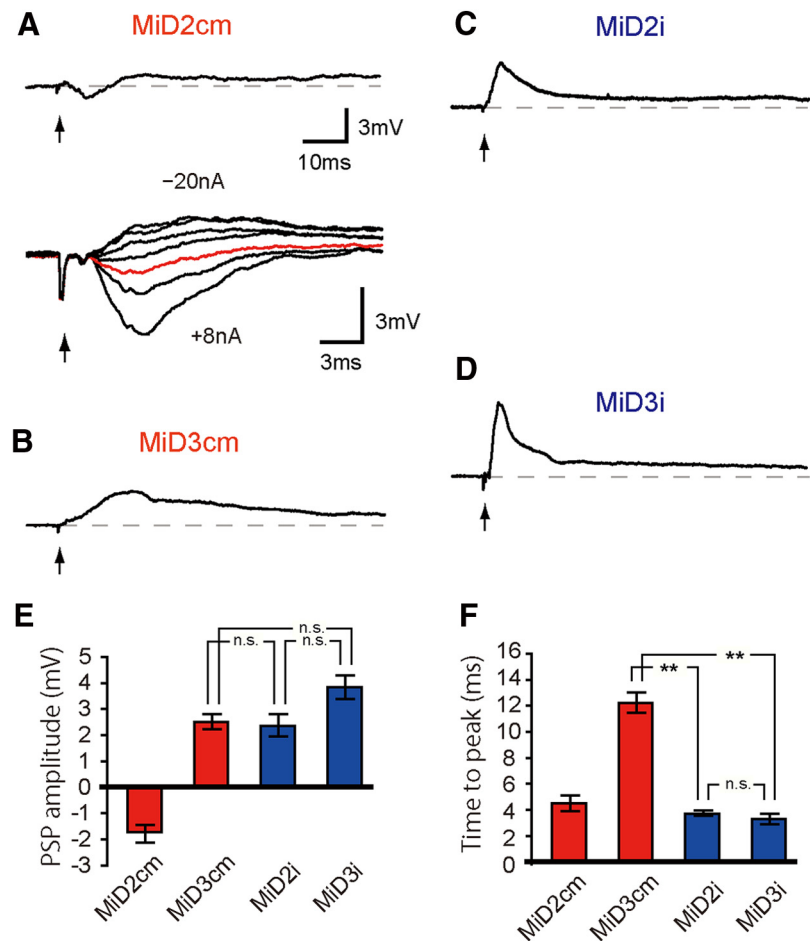 A
MiD2cm
3mV
10ms
−20nA
3mV
+8nA
3ms
B
MiD3cm
C
MiD2i
D
MiD3i
E
PSP amplitude (mV)
5
4
3
2
1
0
-1
-2
-3
n.s.
n.s.
n.s.
MiD2cm
MiD3cm
MiD2i
MiD3i
F
Time to peak (ms)
16
14
12
10
8
6
4
2
0
**
**
n.s.
MiD2cm
MiD3cm
MiD2i
MiD3i